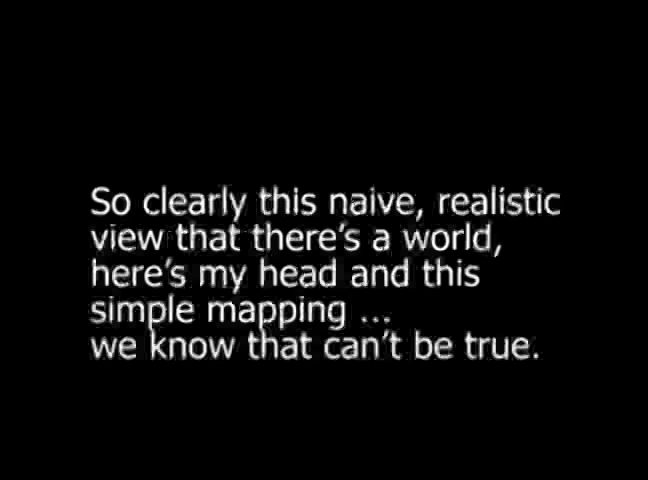 So clearly this naive, realistic
view that there's a world,
here's my head and this
simple mapping ...
we know that can't be true.